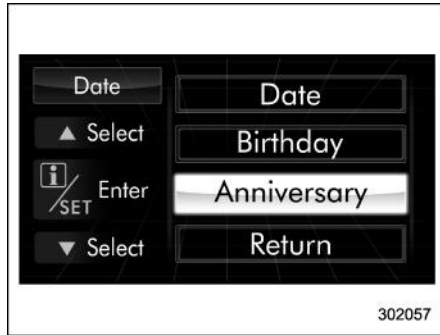 Date
▲ Select
i/SET Enter
▼ Select
Date
Birthday
Anniversary
Return
302057